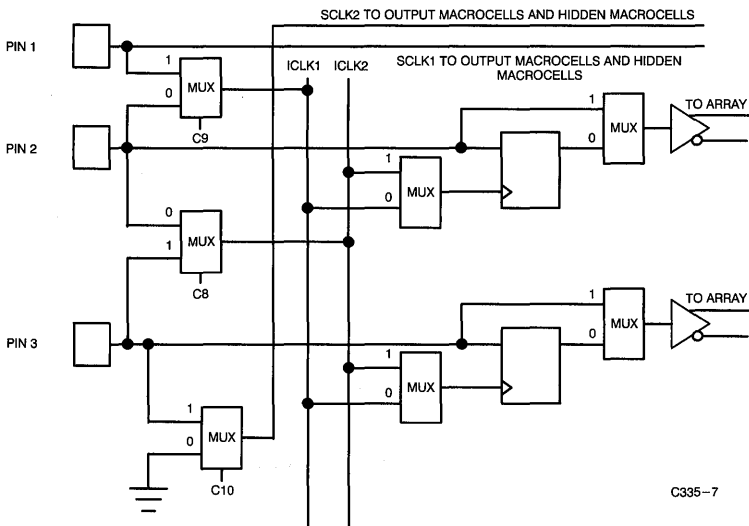 SCLK2 TO OUTPUT MACROCELLS AND HIDDEN MACROCELLS
PIN 1
1
ICLK1 ICLK2
SCLK1 TO OUTPUT MACROCELLS AND HIDDEN
MACROCELLS
MUX
0
C9
1
MUX
TO ARRAY
0
PIN 2
1
MUX
0
0
MUX
1
C8
1
MUX
TO ARRAY
0
PIN 3
1
MUX
0
1
MUX
0
C10
C335-7